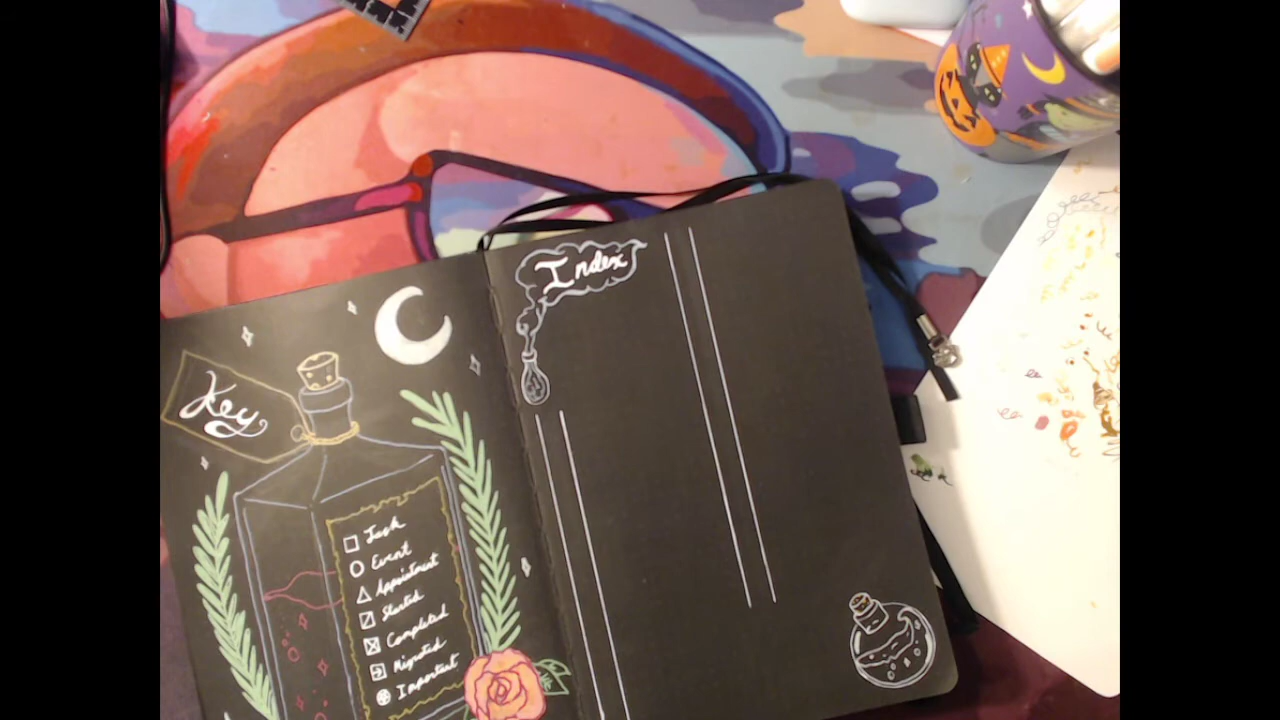 Key
Task
Event
Appointment
Started
Completed
Migrated
Important
Index